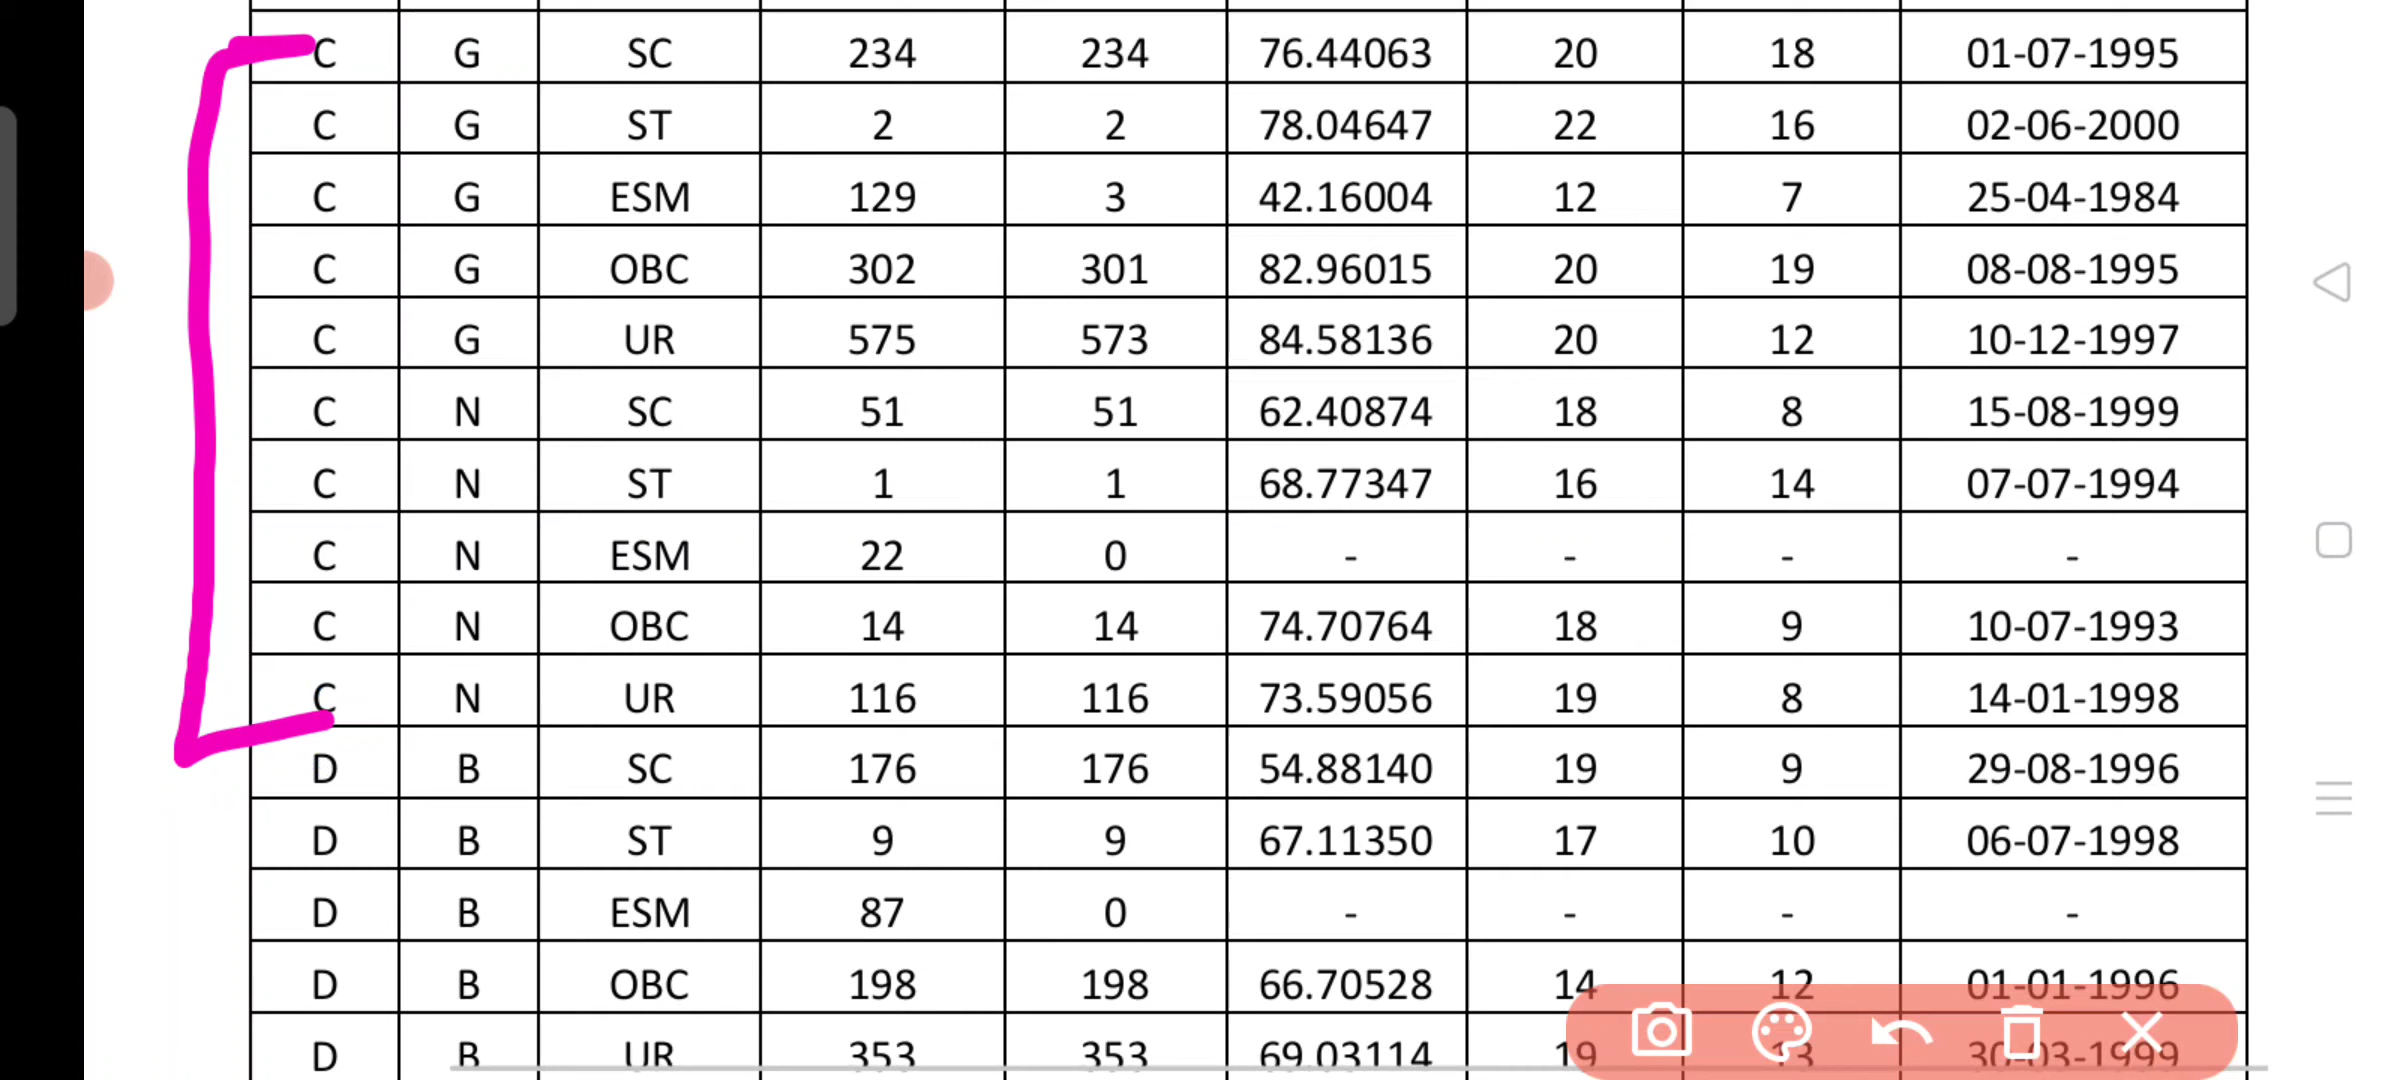 C G SC 234 234 76.44063 20 18 01-07-1995
C G ST 2 2 78.04647 22 16 02-06-2000
C G ESM 129 3 42.16004 12 7 25-04-1984
C G OBC 302 301 82.96015 20 19 08-08-1995
C G UR 575 573 84.58136 20 12 10-12-1997
C N SC 51 51 62.40874 18 8 15-08-1999
C N ST 1 1 68.77347 16 14 07-07-1994
C N ESM 22 0 - - - -
C N OBC 14 14 74.70764 18 9 10-07-1993
C N UR 116 116 73.59056 19 8 14-01-1998
D B SC 176 176 54.88140 19 9 29-08-1996
D B ST 9 9 67.11350 17 10 06-07-1998
D B ESM 87 0 - - - -
D B OBC 198 198 66.70528 14 12 01-01-1996
D B UR 353 353 69.03114 19 13 30-03-1999